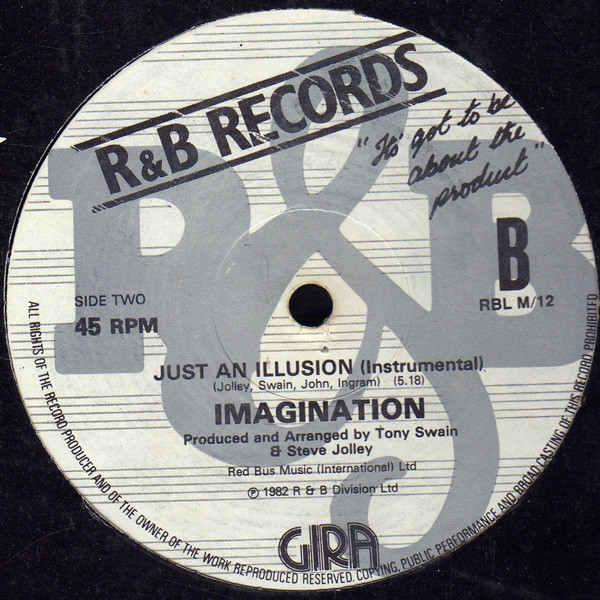 R & B RECORDS
"Its' got to be
about the
product"
R&B
B
RBL M/12
SIDE TWO
45 RPM
JUST AN ILLUSION (Instrumental)
(Jolley, Swain, John, Ingram) (5.18)
IMAGINATION
Produced and Arranged by Tony Swain
& Steve Jolley
Red Bus Music (International) Ltd
℗ 1982 R & B Division Ltd
GIRA
ALL RIGHTS OF THE RECORD PRODUCER AND OF THE OWNER OF THE WORK REPRODUCED RESERVED. COPYING, PUBLIC PERFORMANCE AND BROADCASTING OF THIS RECORD PROHIBITED